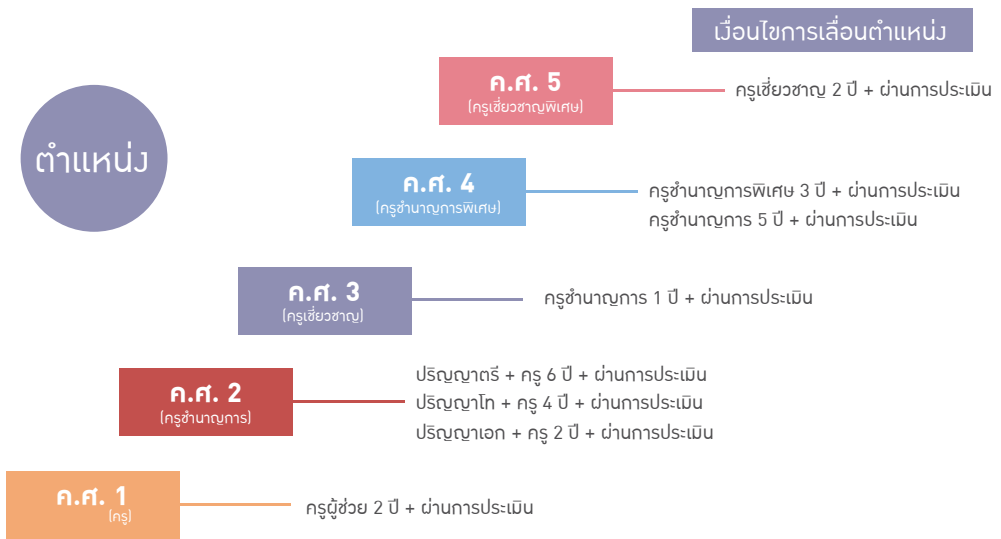 เงื่อนไขการเลื่อนตำแหน่ง
ตำแหน่ง
ค.ศ. 5
(ครูเชี่ยวชาญพิเศษ)
ครูเชี่ยวชาญ 2 ปี + ผ่านการประเมิน
ค.ศ. 4
(ครูชำนาญการพิเศษ)
ครูชำนาญการพิเศษ 3 ปี + ผ่านการประเมิน
ครูชำนาญการ 5 ปี + ผ่านการประเมิน
ค.ศ. 3
(ครูเชี่ยวชาญ)
ครูชำนาญการ 1 ปี + ผ่านการประเมิน
ค.ศ. 2
(ครูชำนาญการ)
ปริญญาตรี + ครู 6 ปี + ผ่านการประเมิน
ปริญญาโท + ครู 4 ปี + ผ่านการประเมิน
ปริญญาเอก + ครู 2 ปี + ผ่านการประเมิน
ค.ศ. 1
(ครู)
ครูผู้ช่วย 2 ปี + ผ่านการประเมิน